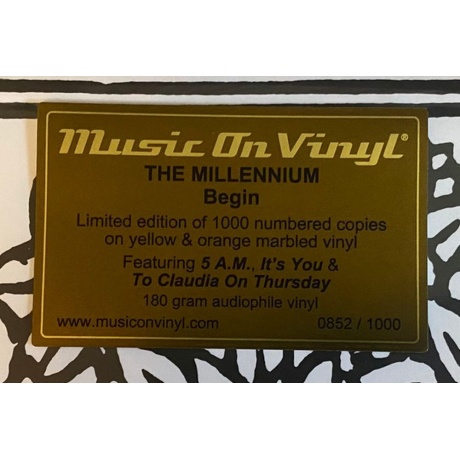 Music On Vinyl®
THE MILLENNIUM
Begin
Limited edition of 1000 numbered copies
on yellow & orange marbled vinyl
Featuring 5 A.M., It's You &
To Claudia On Thursday
180 gram audiophile vinyl
www.musiconvinyl.com 0852 / 1000